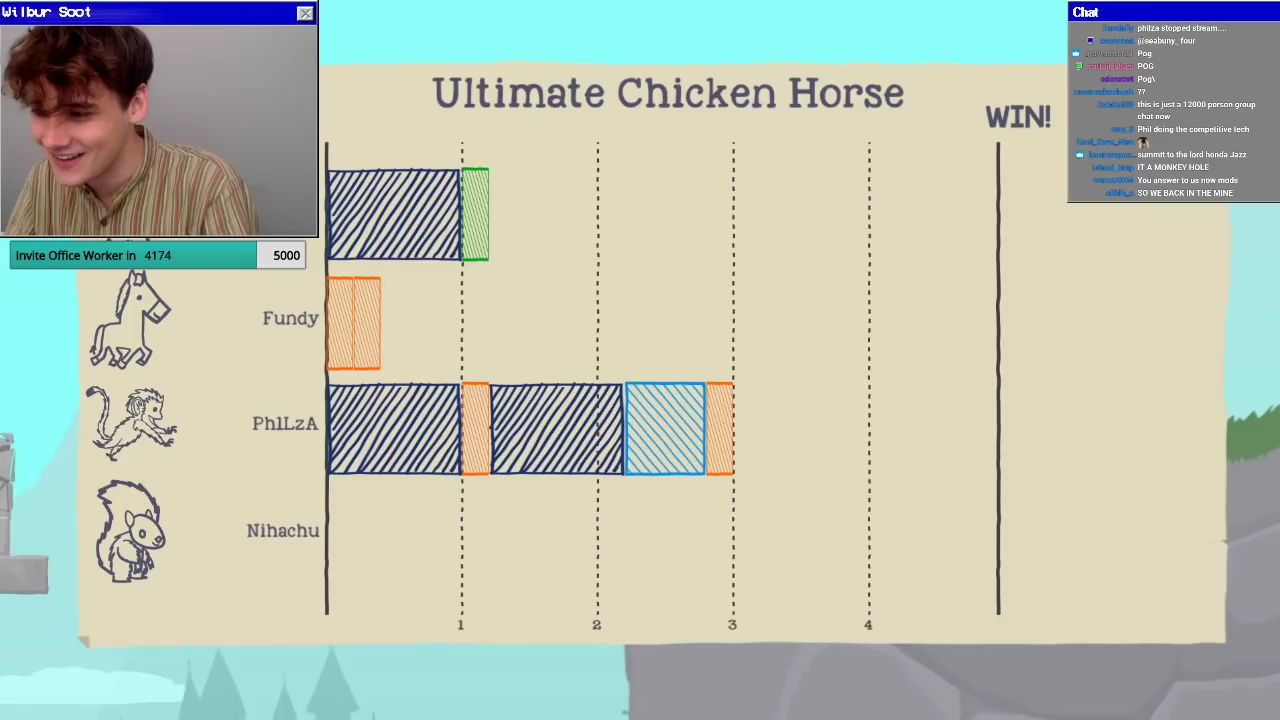 Wilbur Soot
Chat
philza stopped stream....
@seabuny_four
Pog
POG
Pog\
??
this is just a 12000 person group
chat now
Phil doing the competitive tech
summit to the lord honda Jazz
IT A MONKEY HOLE
You answer to us now mods
SO WE BACK IN THE MINE
Ultimate Chicken Horse
WIN!
Invite Office Worker in 4174 5000
Fundy
Ph1LzA
Nihachu
1 2 3 4